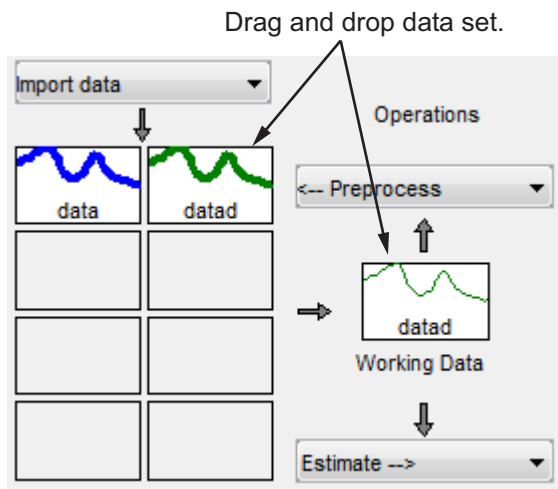 Drag and drop data set.
Import data
Operations
data
datad
<-- Preprocess
datad
Working Data
Estimate -->